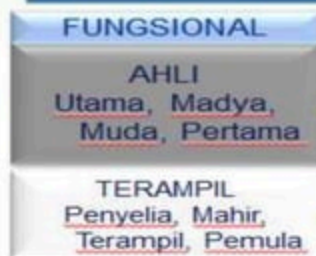 FUNGSIONAL
AHLI
Utama, Madya,
Muda, Pertama
TERAMPIL
Penyelia, Mahir,
Terampil, Pemula